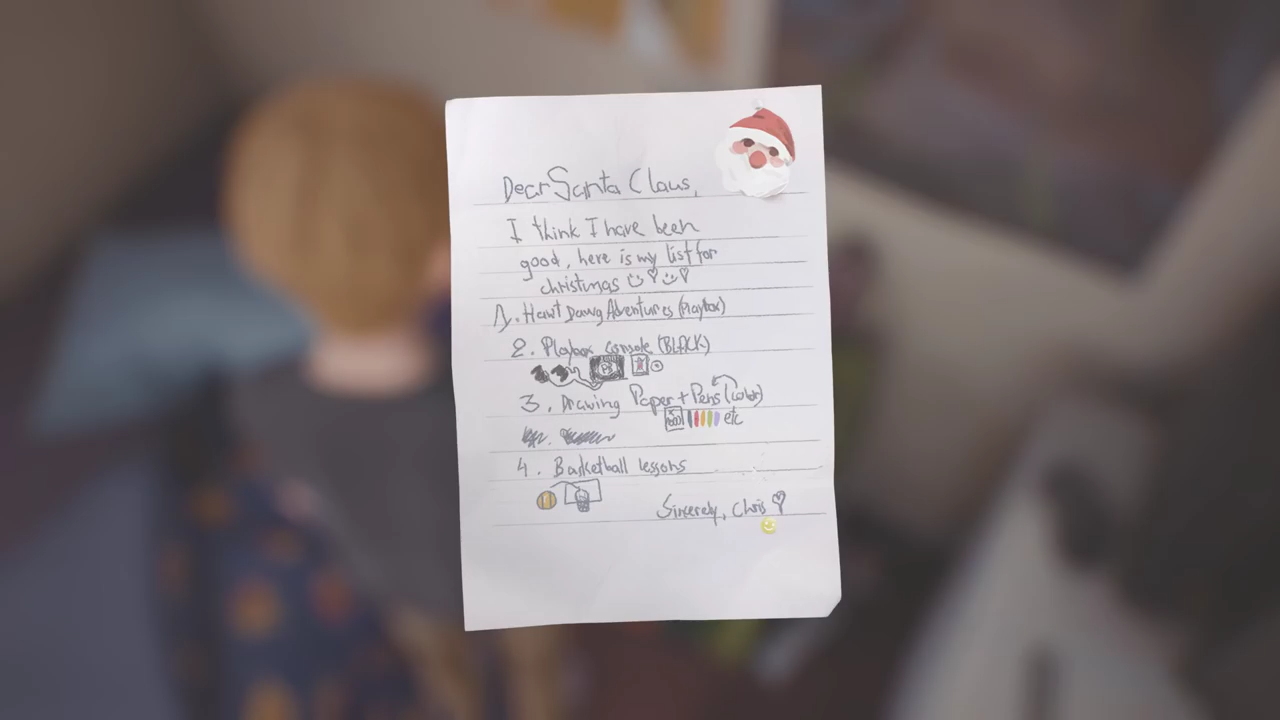 Dear Santa Claus,
I think I have been
good, here is my list for
christmas
1. Hawt Dawg Adventures (Playbox)
2. Playbox console (BLACK)
3. Drawing Paper + Pens (color)
etc
4. Basketball lessons
Sincerely, Chris